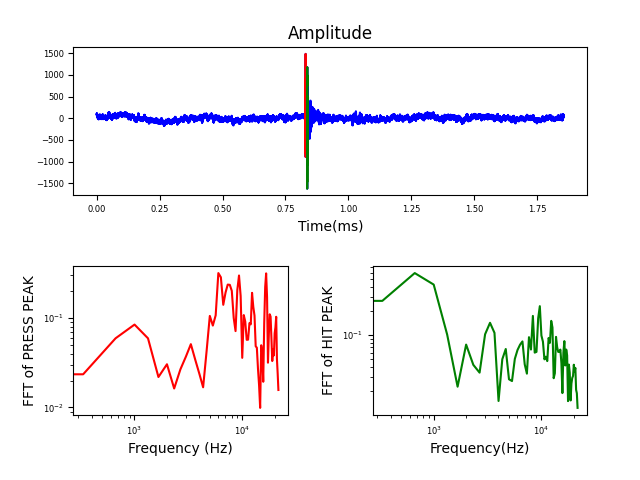 Amplitude
1500
1000
500
0
−500
−1000
−1500
0.00 0.25 0.50 0.75 1.00 1.25 1.50 1.75
Time(ms)
FFT of PRESS PEAK
10⁻¹
10⁻²
10³ 10⁴
Frequency (Hz)
FFT of HIT PEAK
10⁻¹
10³ 10⁴
Frequency(Hz)